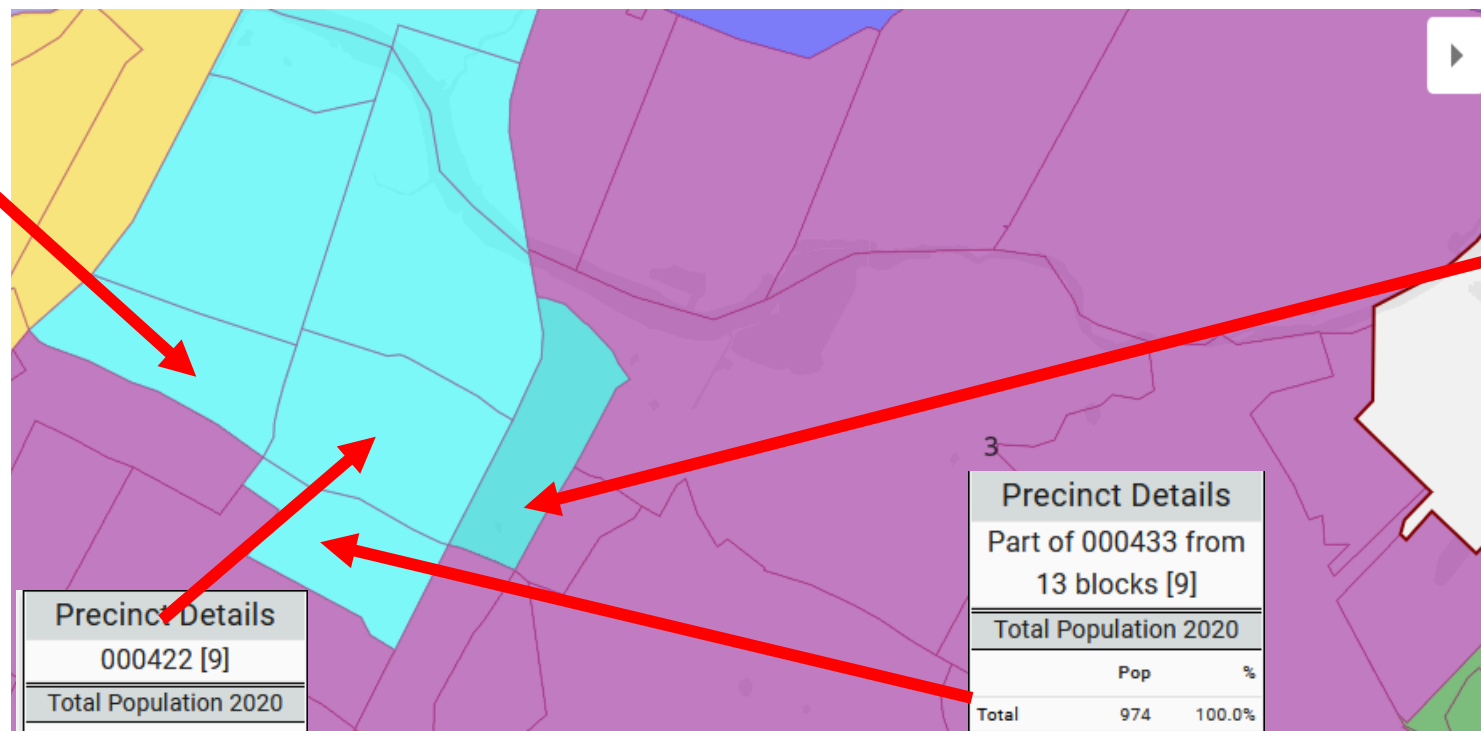 3
Precinct Details
000422 [9]
Total Population 2020
Precinct Details
Part of 000433 from
13 blocks [9]
Total Population 2020
Pop %
Total 974 100.0%